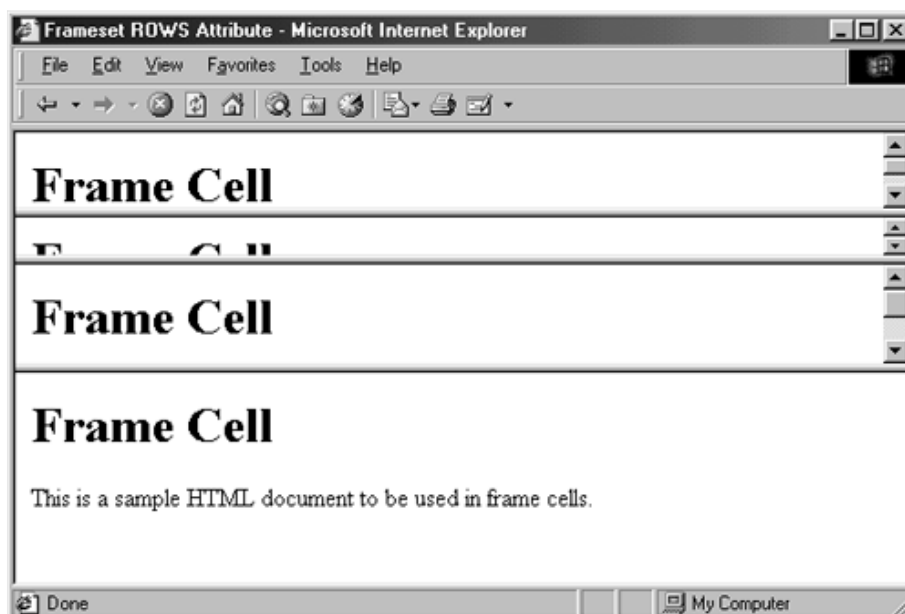 Frameset ROWS Attribute - Microsoft Internet Explorer
File Edit View Favorites Tools Help
Frame Cell
Frame Cell
Frame Cell
This is a sample HTML document to be used in frame cells.
Done My Computer